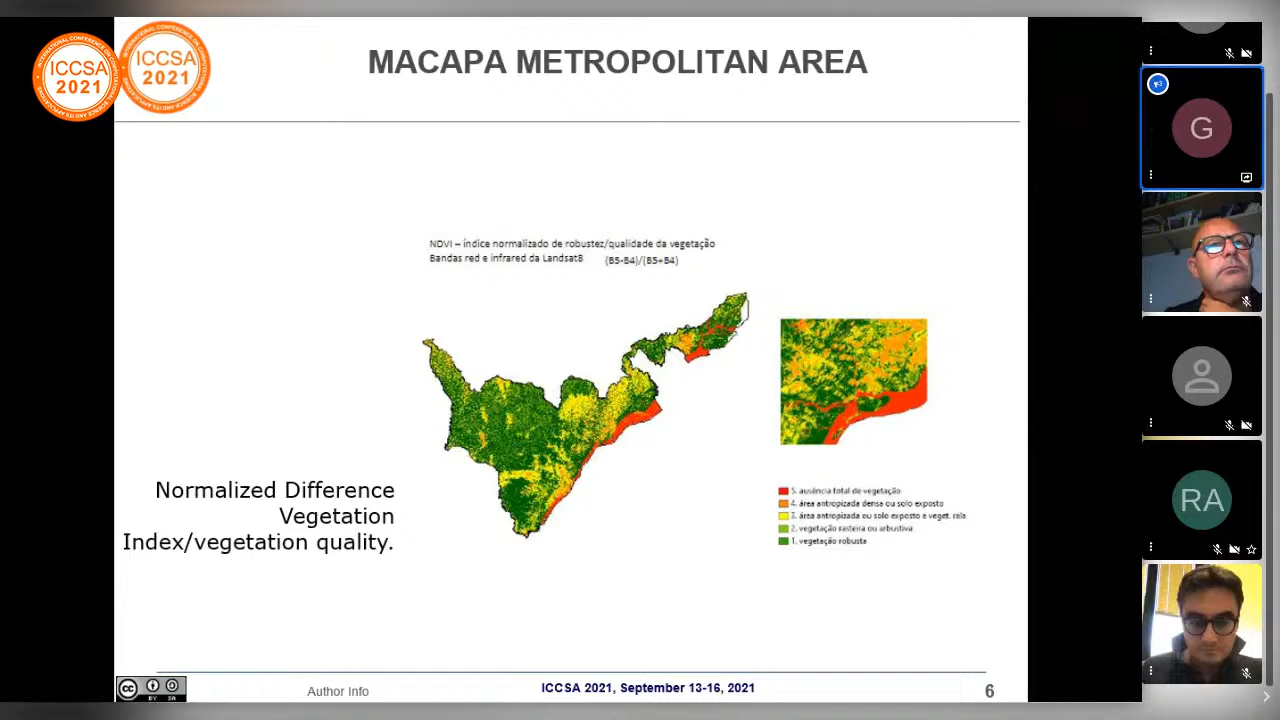 ICCSA
2021
ICCSA
2021
MACAPA METROPOLITAN AREA
NDVI – índice normalizado de robustez/qualidade da vegetação
Bandas red e infrared da Landsat8 (B5-B4)/(B5+B4)
Normalized Difference
Vegetation
Index/vegetation quality.
5. ausência total de vegetação
4. área antropizada densa ou solo exposto
3. área antropizada ou solo exposto e veget. rala
2. vegetação rasteira ou arbustiva
1. vegetação robusta
CC BY SA
Author Info
ICCSA 2021, September 13-16, 2021
6
G
RA